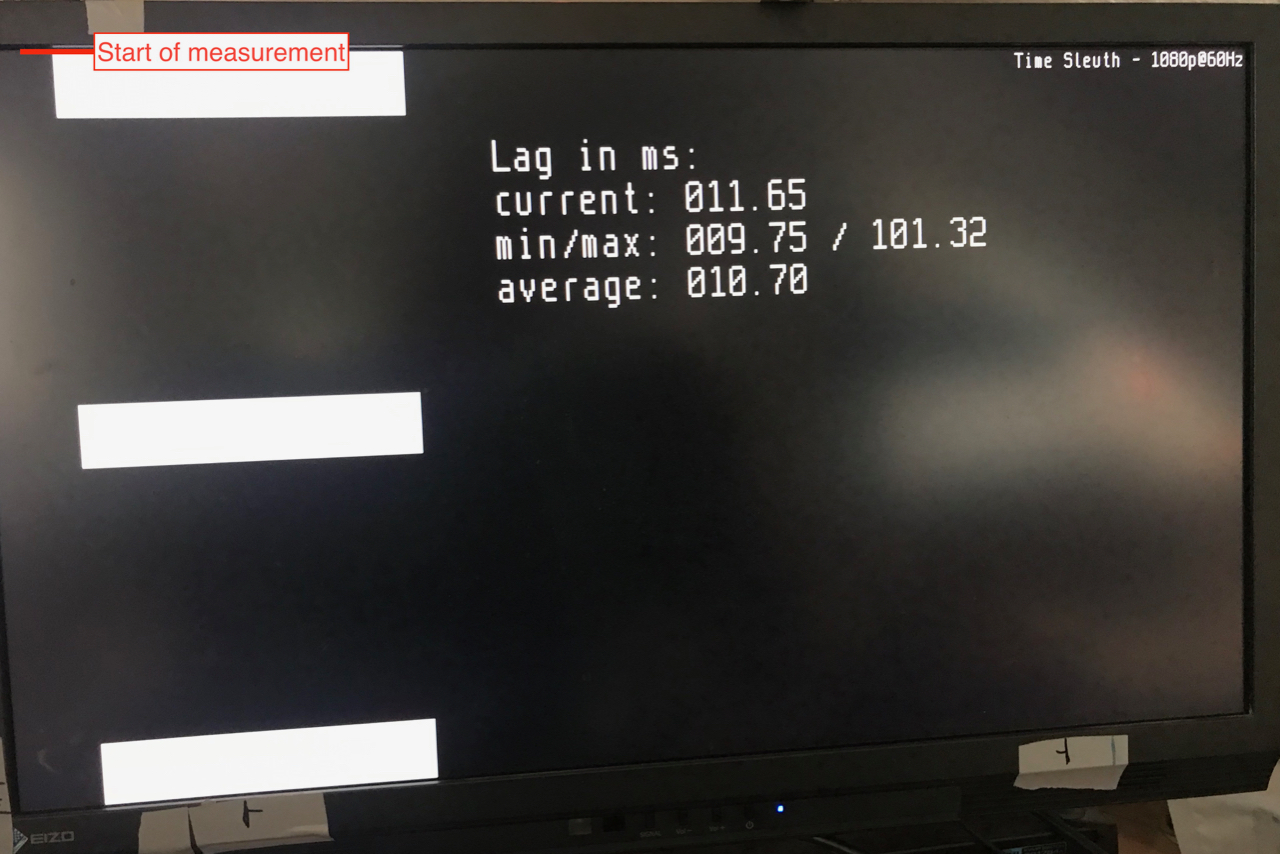 Start of measurement
Time Sleuth - 1080p@60Hz
Lag in ms:
current: 011.65
min/max: 009.75 / 101.32
average: 010.70
EIZO